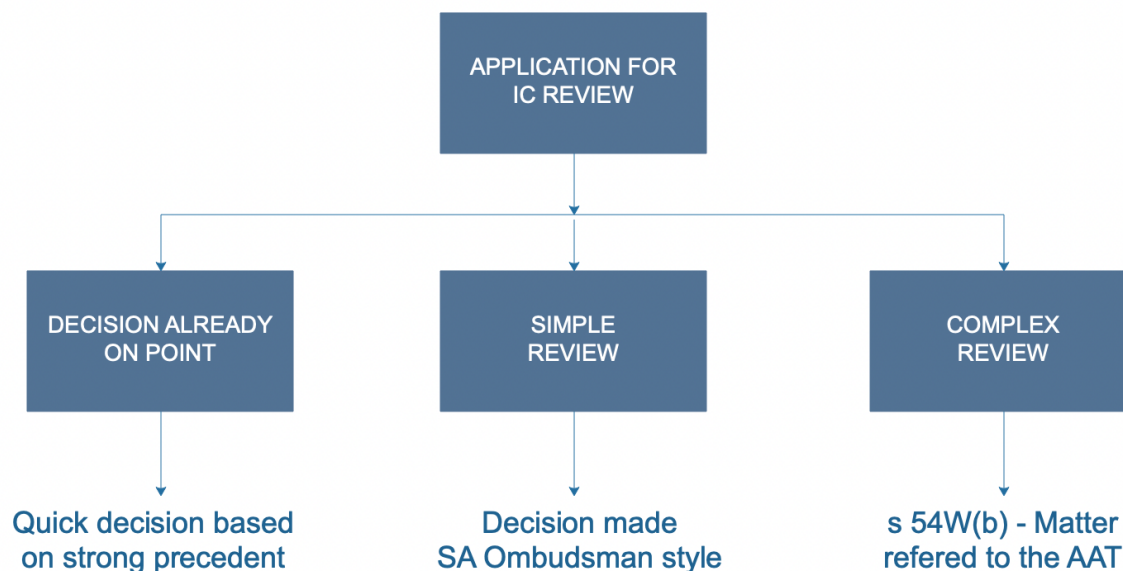 APPLICATION FOR
IC REVIEW
DECISION ALREADY
ON POINT
SIMPLE
REVIEW
COMPLEX
REVIEW
Quick decision based
on strong precedent
Decision made
SA Ombudsman style
s 54W(b) - Matter
refered to the AAT